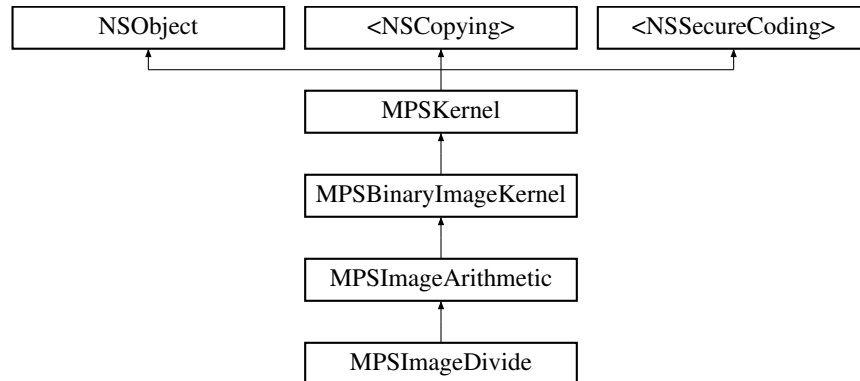 NSObject <NSCopying> <NSSecureCoding>
MPSKernel
MPSBinaryImageKernel
MPSImageArithmetic
MPSImageDivide